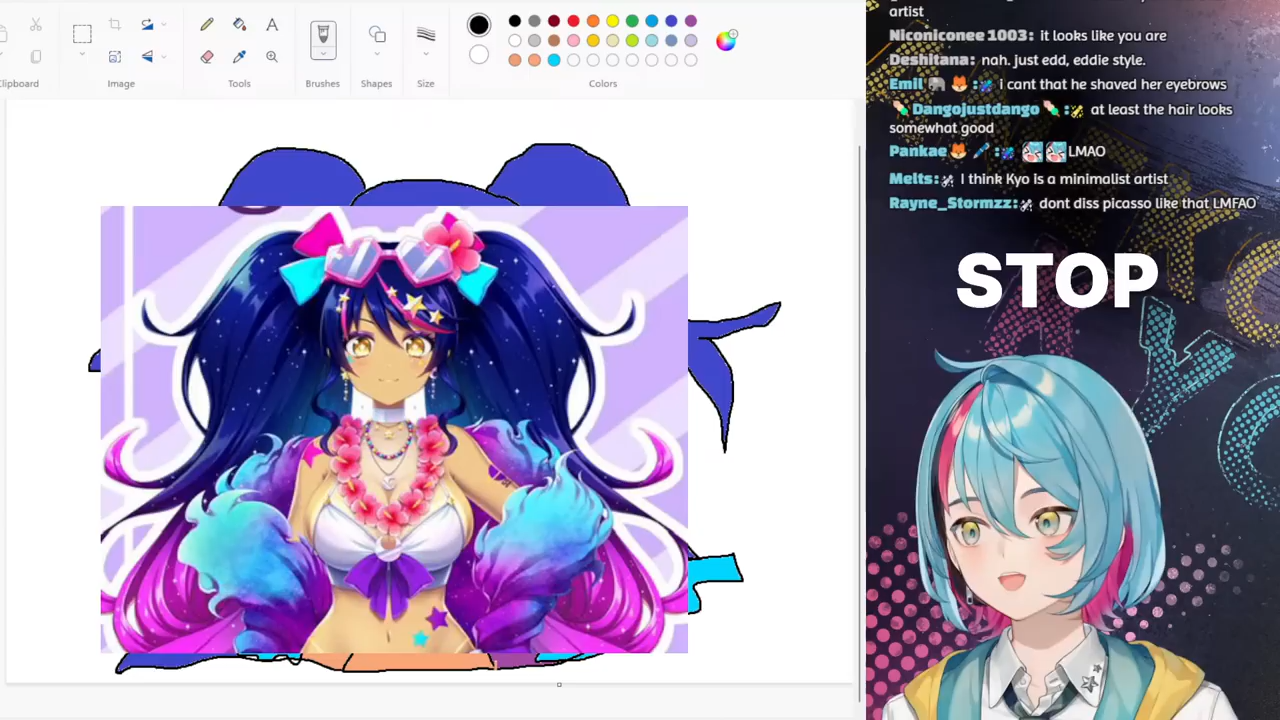 Clipboard
Image
Tools
Brushes
Shapes
Size
Colors
artist
Niconiconee 1003: it looks like you are
Deshitana: nah. just edd, eddie style.
Emil : i cant that he shaved her eyebrows
Dangojustdango : at least the hair looks
somewhat good
Pankae : LMAO
Melts: I think Kyo is a minimalist artist
Rayne_Stormzz: dont diss picasso like that LMFAO
STOP